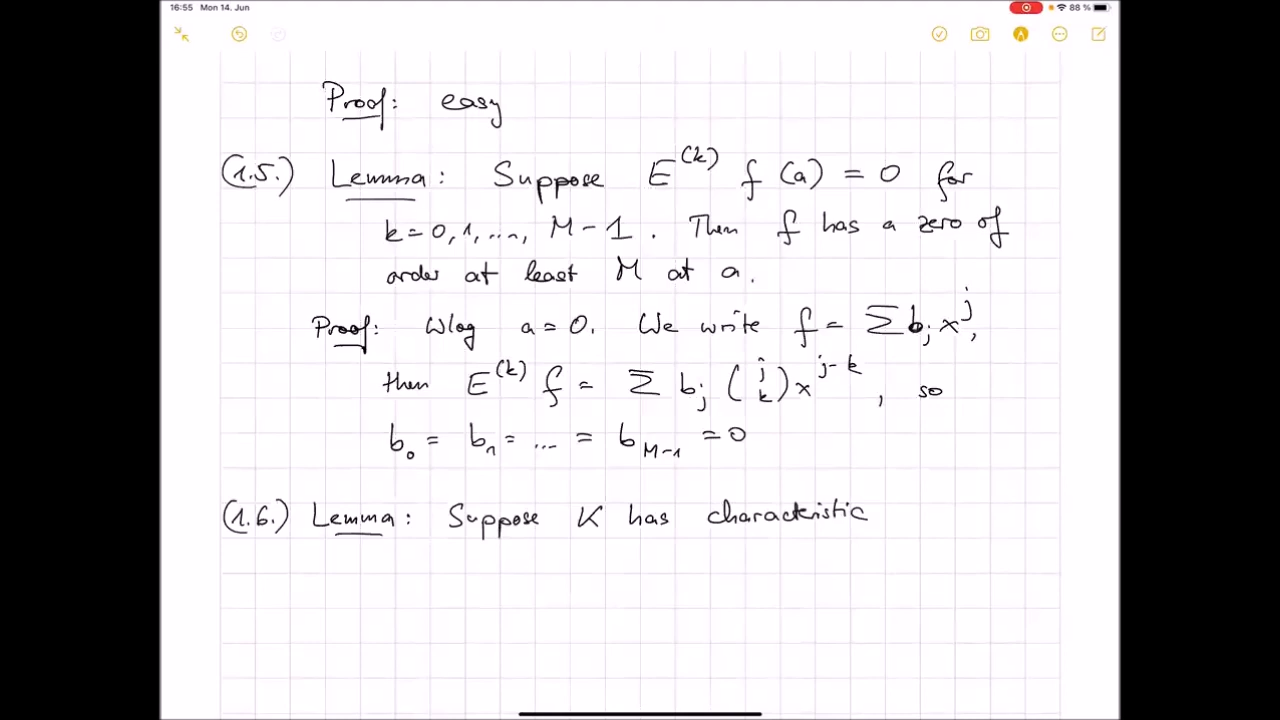 16:55 Mon 14. Jun 88 %
Proof: easy
(1.5.) Lemma: Suppose E^(k) f (a) = 0 for
k = 0, 1, ..., M - 1. Then f has a zero of
order at least M at a.
Proof: Wlog a = 0. We write f = Σ b_j x^j,
then E^(k) f = Σ b_j (j k) x^{j-k}, so
b_0 = b_1 = ... = b_{M-1} = 0
(1.6.) Lemma: Suppose K has characteristic